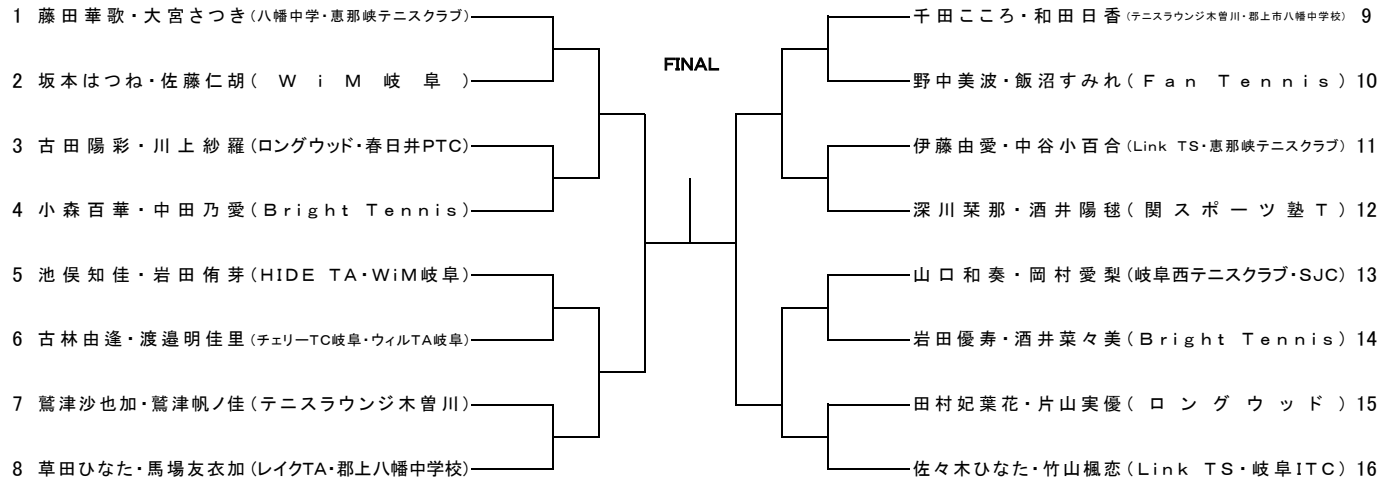 1 藤田華歌・大宮さつき(八幡中学・恵那峡テニスクラブ)
2 坂本はつね・佐藤仁胡(WiM岐阜)
3 古田陽彩・川上紗羅(ロングウッド・春日井PTC)
4 小森百華・中田乃愛(Bright Tennis)
5 池俣知佳・岩田侑芽(HIDE TA・WiM岐阜)
6 古林由逢・渡邉明佳里(チェリーTC岐阜・ウィルTA岐阜)
7 鷲津沙也加・鷲津帆ノ佳(テニスラウンジ木曽川)
8 草田ひなた・馬場友衣加(レイクTA・郡上八幡中学校)
FINAL
千田こころ・和田日香(テニスラウンジ木曽川・郡上市八幡中学校) 9
野中美波・飯沼すみれ(Fan Tennis) 10
伊藤由愛・中谷小百合(Link TS・恵那峡テニスクラブ) 11
深川栞那・酒井陽毬(関スポーツ塾T) 12
山口和奏・岡村愛梨(岐阜西テニスクラブ・SJC) 13
岩田優寿・酒井菜々美(Bright Tennis) 14
田村妃葉花・片山実優(ロングウッド) 15
佐々木ひなた・竹山楓恋(Link TS・岐阜ITC) 16